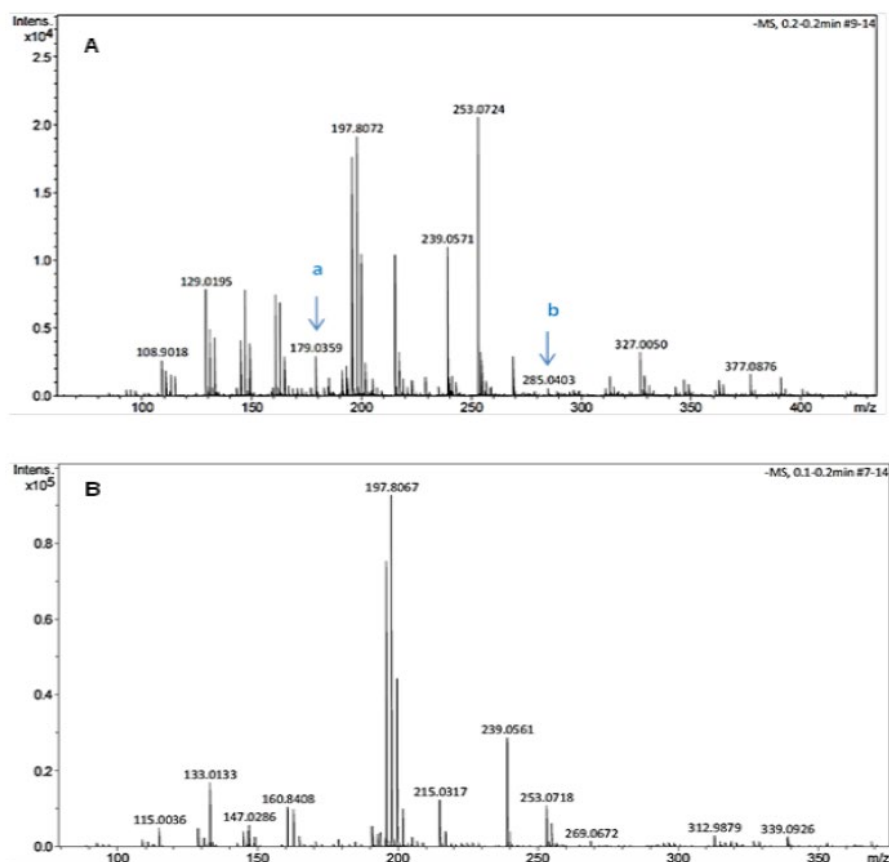 Intens.
x10⁴
A
-MS, 0.2-0.2min #9-14
2.5
253.0724
2.0
197.8072
1.5
239.0571
1.0
129.0195
a
b
0.5
108.9018
179.0359
285.0403
327.0050
377.0876
0.0
100 150 200 250 300 350 400 m/z
Intens.
x10⁵
B
-MS, 0.1-0.2min #7-14
197.8067
0.8
0.6
0.4
239.0561
0.2
133.0133
160.8408
215.0317
253.0718
115.0036
147.0286
269.0672
312.9879
339.0926
0.0
100 150 200 250 300 350 m/z